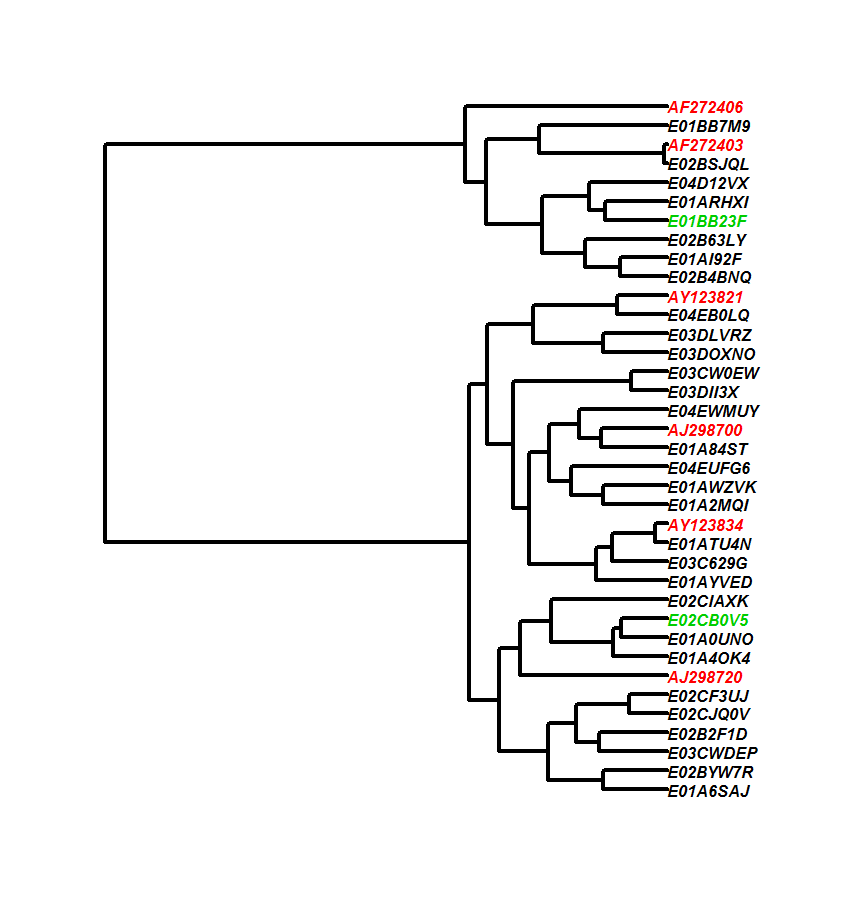 AF272406
E01BB7M9
AF272403
E02BSJQL
E04D12VX
E01ARHXI
E01BB23F
E02B63LY
E01AI92F
E02B4BNQ
AY123821
E04EB0LQ
E03DLVRZ
E03DOXNO
E03CW0EW
E03DII3X
E04EWMUY
AJ298700
E01A84ST
E04EUFG6
E01AWZVK
E01A2MQI
AY123834
E01ATU4N
E03C629G
E01AYVED
E02CIAXK
E02CB0V5
E01A0UNO
E01A4OK4
AJ298720
E02CF3UJ
E02CJQ0V
E02B2F1D
E03CWDEP
E02BYW7R
E01A6SAJ